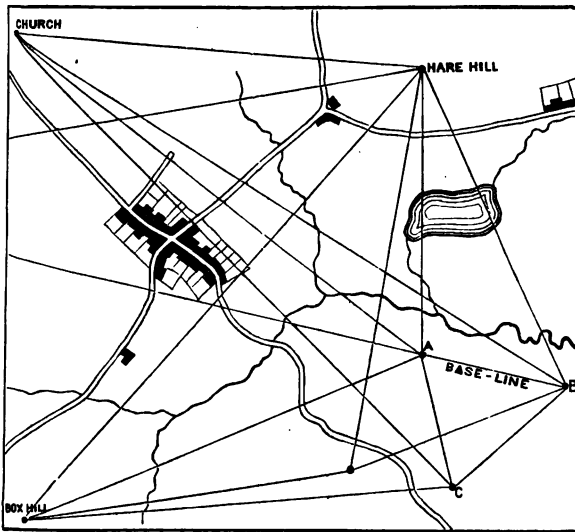 CHURCH
HARE HILL
A
BASE-LINE
B
C
BOX HILL